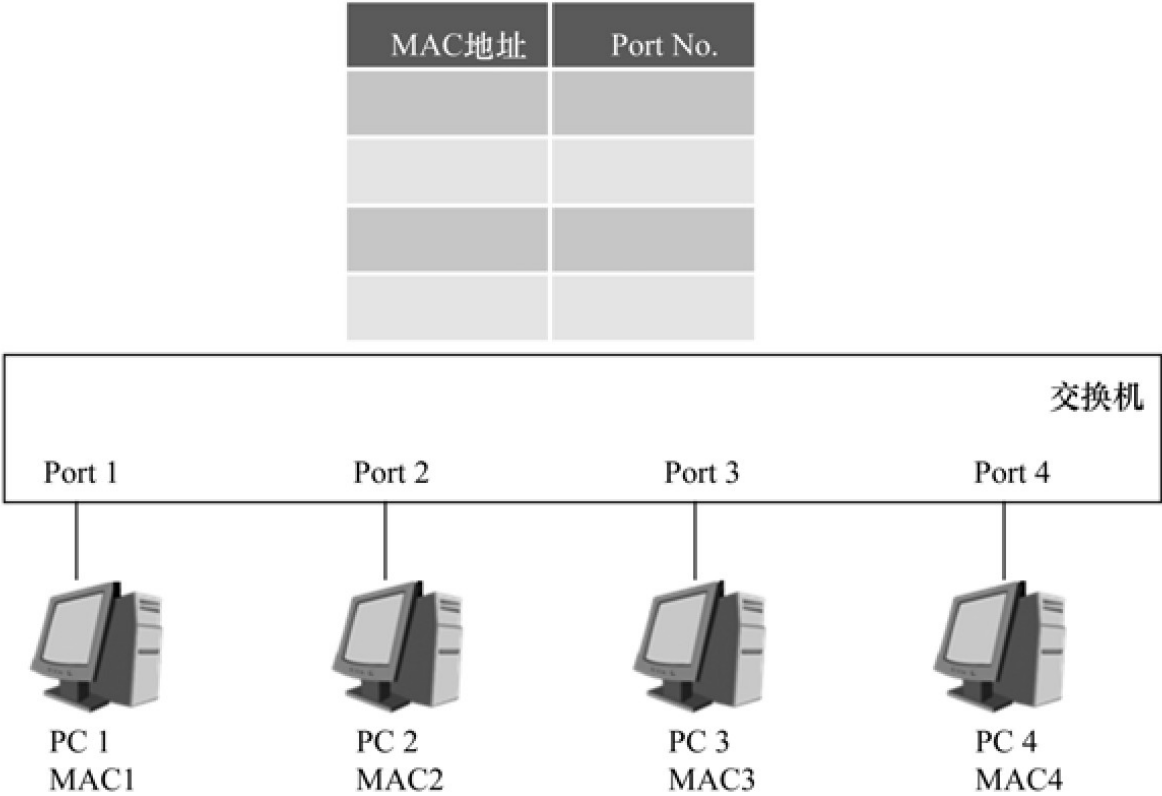 MAC地址 Port No.
交换机
Port 1 Port 2 Port 3 Port 4
PC 1 PC 2 PC 3 PC 4
MAC1 MAC2 MAC3 MAC4